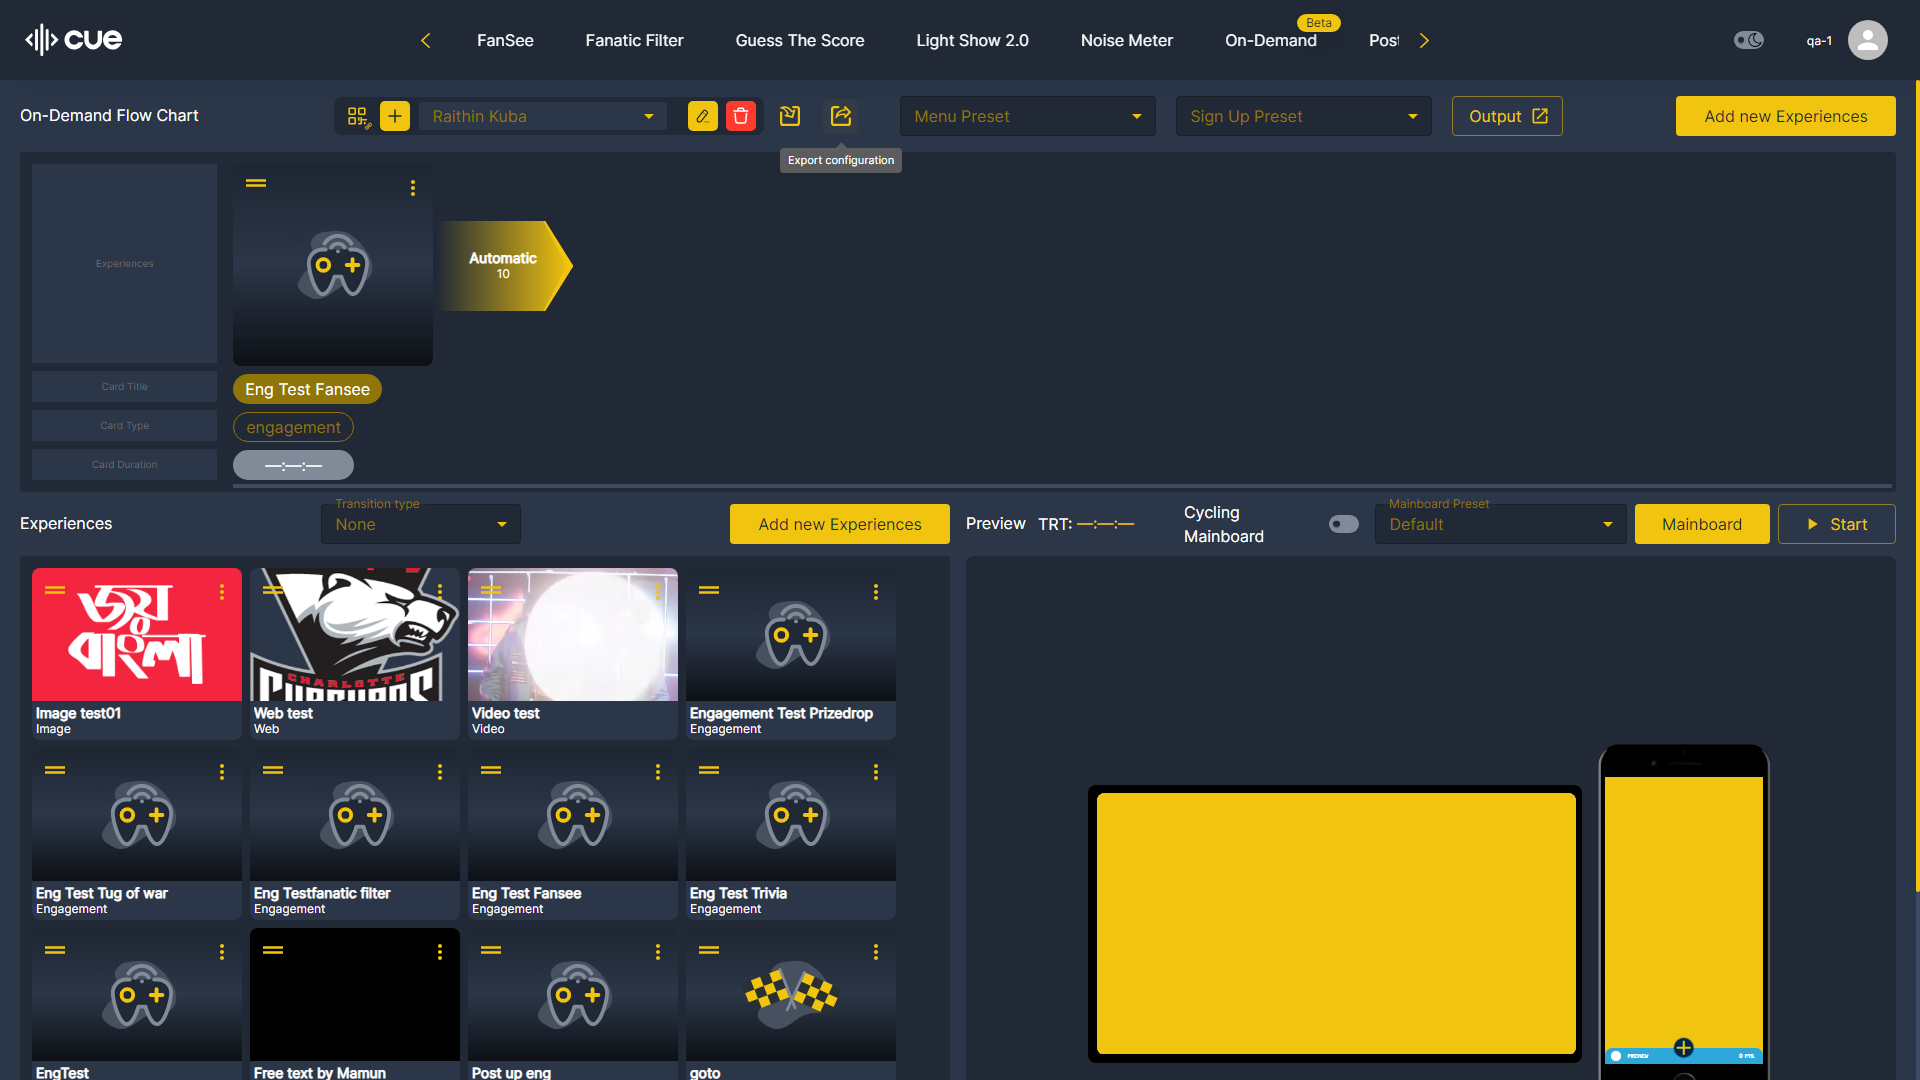 cue
FanSee
Fanatic Filter
Guess The Score
Light Show 2.0
Noise Meter
Beta
On-Demand
Post
qa-1
On-Demand Flow Chart
Raithin Kuba
Menu Preset
Sign Up Preset
Output
Add new Experiences
Export configuration
Experiences
Automatic
10
Card Title
Eng Test Fansee
Card Type
engagement
Card Duration
—:—:—
Experiences
Transition type
None
Add new Experiences
Preview
TRT: —:—:—
Cycling
Mainboard
Mainboard Preset
Default
Mainboard
Start
জয়
বাংলা
CHARLOTTE
Image test01
Image
Web test
Web
Video test
Video
Engagement Test Prizedrop
Engagement
Eng Test Tug of war
Engagement
Eng Testfanatic filter
Engagement
Eng Test Fansee
Engagement
Eng Test Trivia
Engagement
EngTest
Free text by Mamun
Post up eng
goto
PREVIEW
0 PTS.